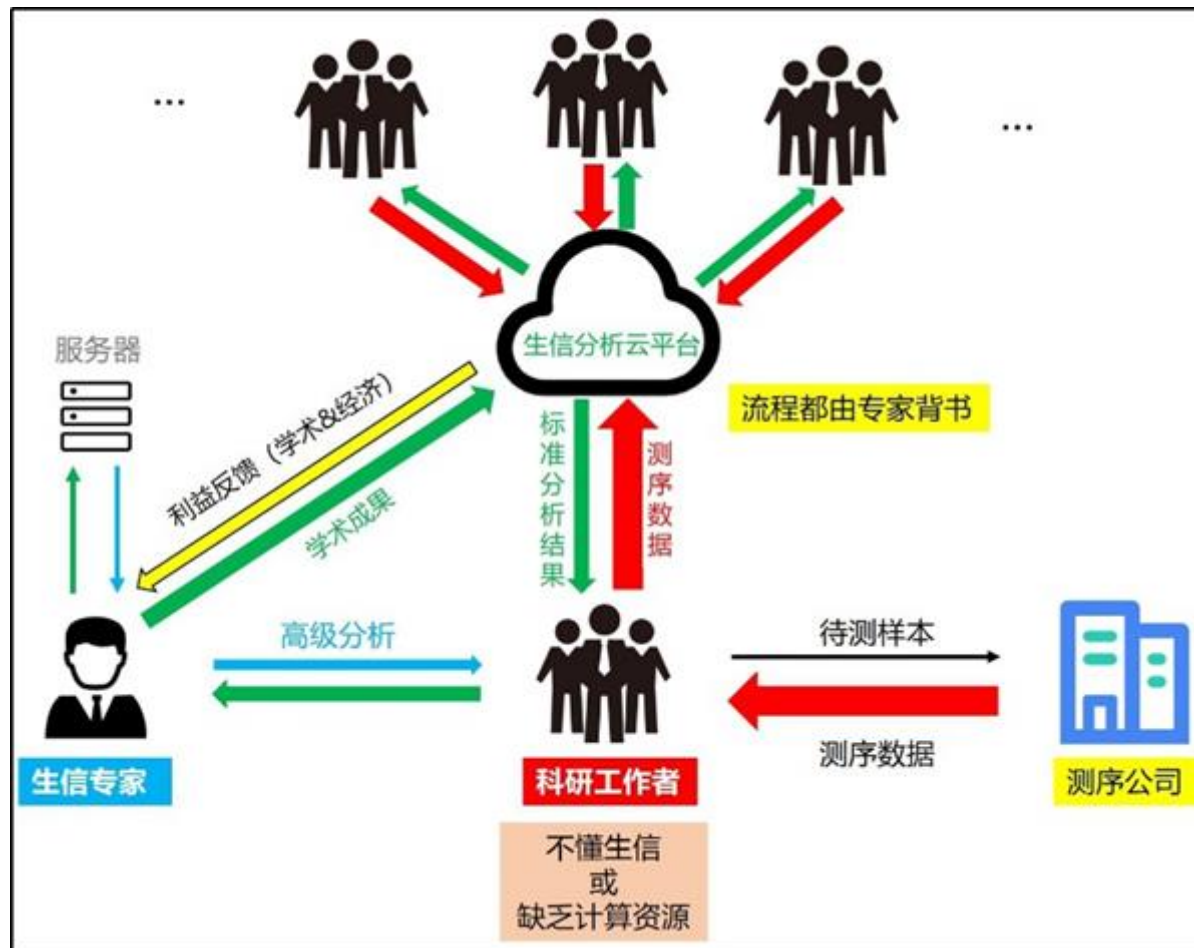 ...
...
服务器
生信分析云平台
流程都由专家背书
利益反馈（学术&经济）
学术成果
标准分析结果
测序数据
高级分析
待测样本
测序数据
生信专家
科研工作者
测序公司
不懂生信
或
缺乏计算资源